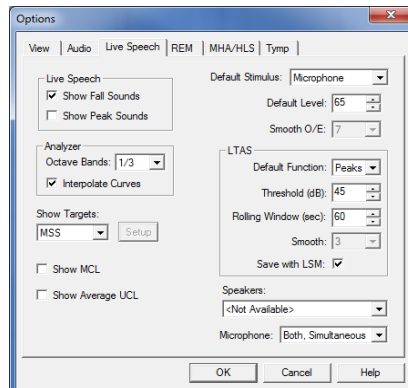 Options
View Audio Live Speech REM MHA/HLS Tymp
Live Speech
Show Fall Sounds
Show Peak Sounds
Analyzer
Octave Bands: 1/3
Interpolate Curves
Show Targets:
MSS Setup
Show MCL
Show Average UCL
Default Stimulus: Microphone
Default Level: 65
Smooth O/E: 7
LTAS
Default Function: Peaks
Threshold (dB): 45
Rolling Window (sec): 60
Smooth: 3
Save with LSM:
Speakers:
<Not Available>
Microphone: Both, Simultaneous
OK Cancel Help